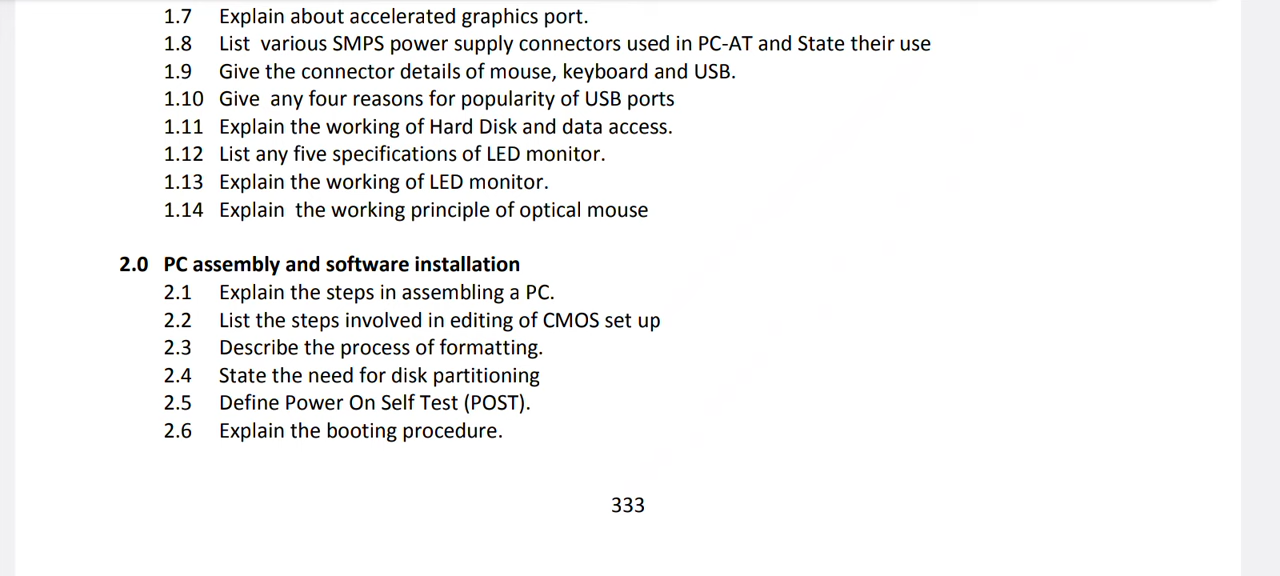 1.7 Explain about accelerated graphics port.
1.8 List various SMPS power supply connectors used in PC-AT and State their use
1.9 Give the connector details of mouse, keyboard and USB.
1.10 Give any four reasons for popularity of USB ports
1.11 Explain the working of Hard Disk and data access.
1.12 List any five specifications of LED monitor.
1.13 Explain the working of LED monitor.
1.14 Explain the working principle of optical mouse
2.0 PC assembly and software installation
2.1 Explain the steps in assembling a PC.
2.2 List the steps involved in editing of CMOS set up
2.3 Describe the process of formatting.
2.4 State the need for disk partitioning
2.5 Define Power On Self Test (POST).
2.6 Explain the booting procedure.
333